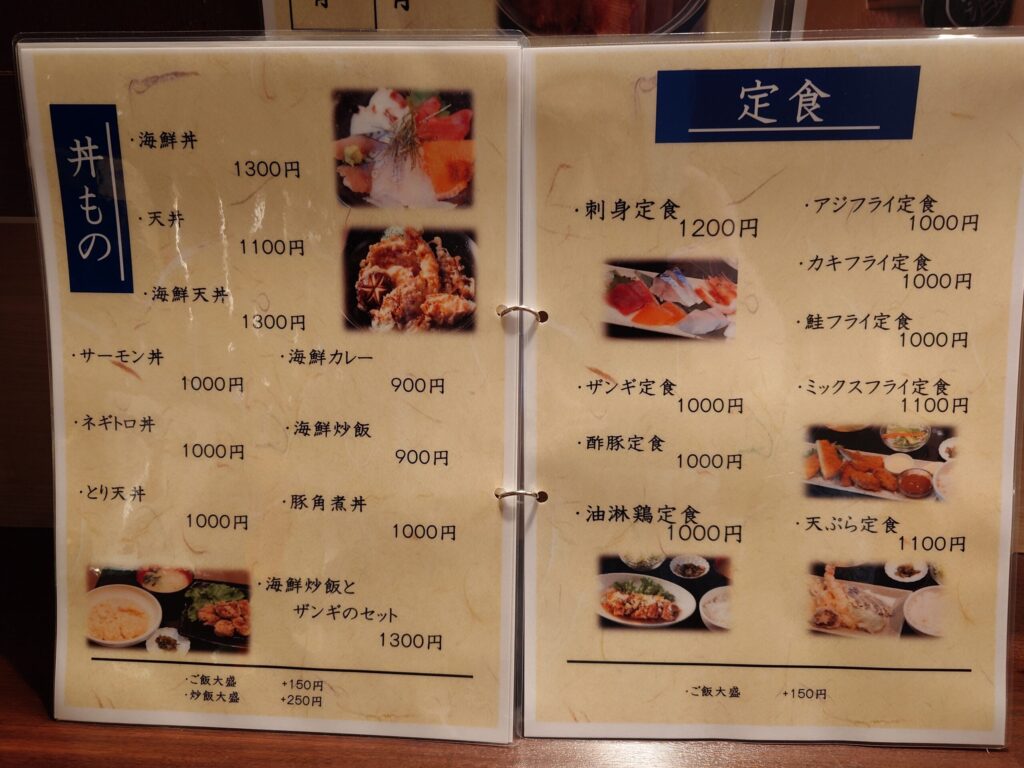 丼もの
・海鮮丼
1300円
・天丼
1100円
・海鮮天丼
1300円
・サーモン丼
1000円
・ネギトロ丼
1000円
・とり天丼
1000円
・海鮮カレー
900円
・海鮮炒飯
900円
・豚角煮丼
1000円
・海鮮炒飯と
ザンギのセット
1300円
・ご飯大盛 +150円
・炒飯大盛 +250円
定食
・刺身定食
1200円
・ザンギ定食
1000円
・酢豚定食
1000円
・油淋鶏定食
1000円
・アジフライ定食
1000円
・カキフライ定食
1000円
・鮭フライ定食
1000円
・ミックスフライ定食
1100円
・天ぷら定食
1100円
・ご飯大盛 +150円